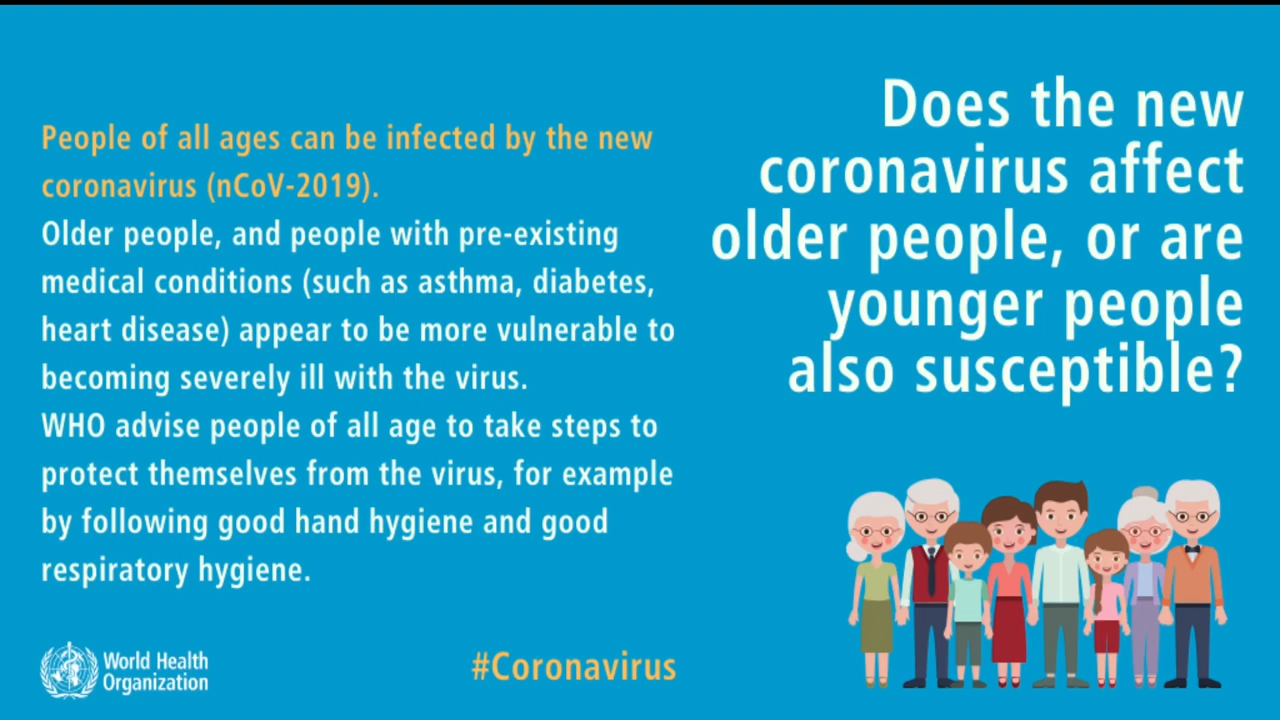 Does the new
coronavirus affect
older people, or are
younger people
also susceptible?
People of all ages can be infected by the new
coronavirus (nCoV-2019).
Older people, and people with pre-existing
medical conditions (such as asthma, diabetes,
heart disease) appear to be more vulnerable to
becoming severely ill with the virus.
WHO advise people of all age to take steps to
protect themselves from the virus, for example
by following good hand hygiene and good
respiratory hygiene.
World Health
Organization
#Coronavirus